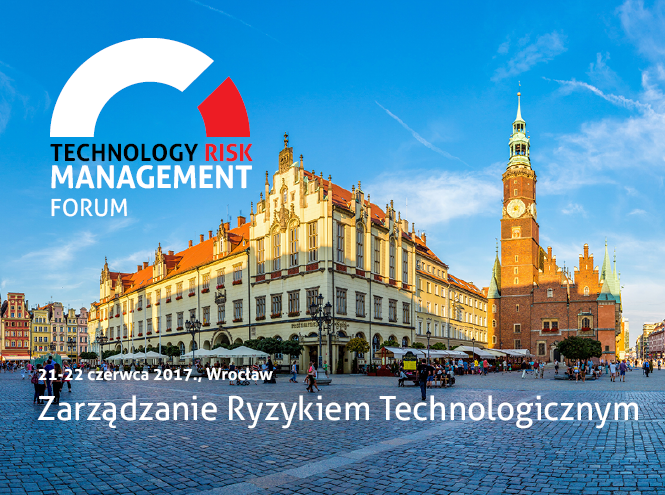 TECHNOLOGY RISK
MANAGEMENT
FORUM
21-22 czerwca 2017., Wrocław
Zarządzanie Ryzykiem Technologicznym